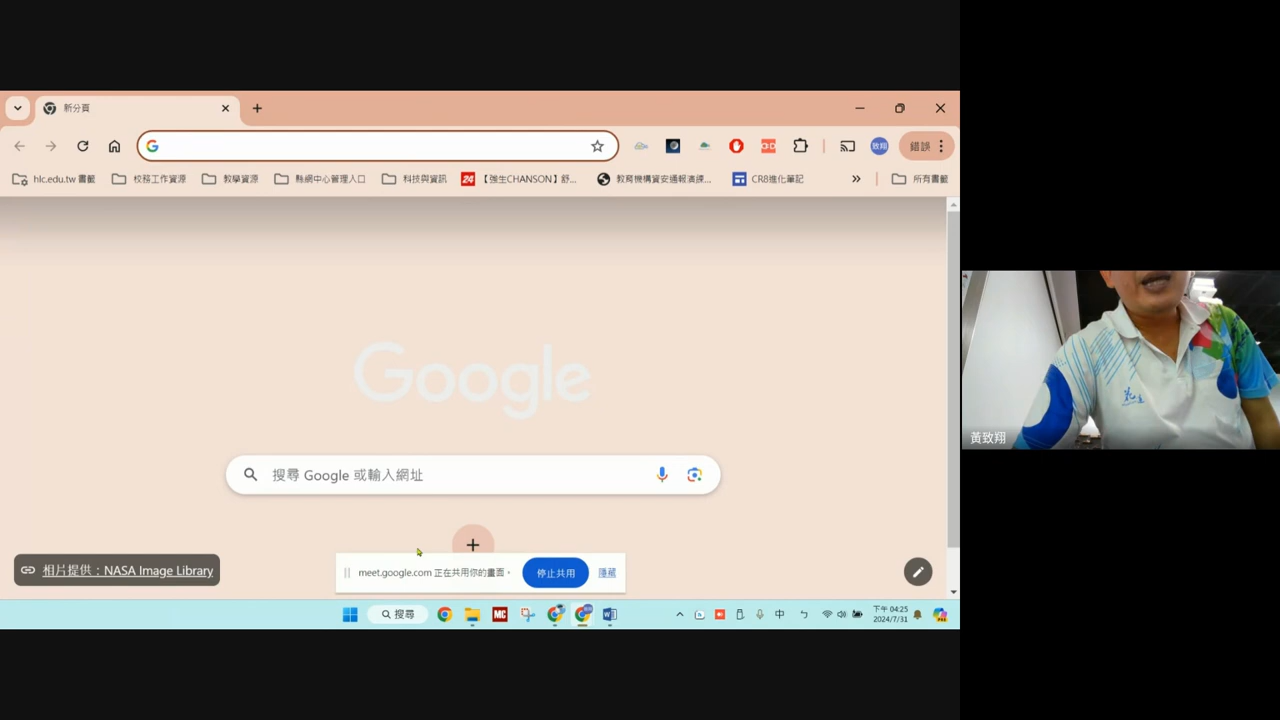 新分頁
錯誤
hlc.edu.tw 書籤
校務工作資源
教學資源
縣網中心管理人口
科技與資訊
24
【強生CHANSON】舒...
教育機構資安通報演練...
CRB進化筆記
所有書籤
Google
搜尋 Google 或輸入網址
相片提供：NASA Image Library
meet.google.com 正在共用你的畫面。
停止共用
隱藏
搜尋
MC
中
下午 04:25
2024/7/31
黃致翔